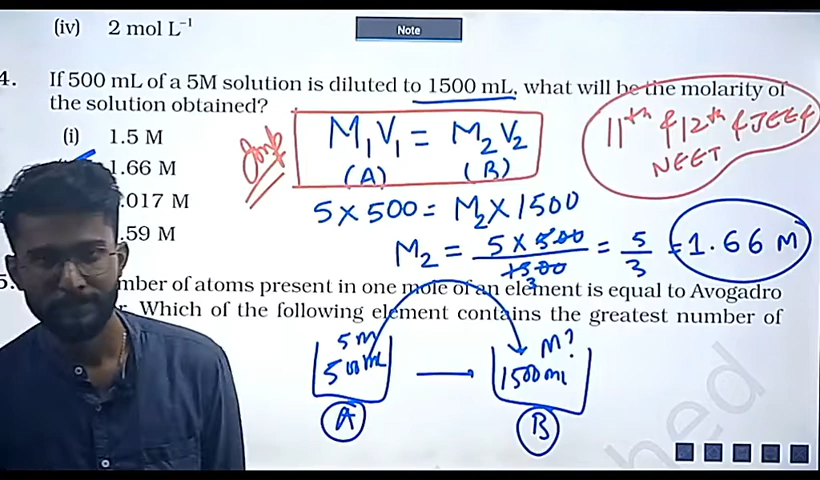 (iv) 2 mol L⁻¹
Note
4. If 500 mL of a 5M solution is diluted to 1500 mL, what will be the molarity of
the solution obtained?
(i) 1.5 M
1.66 M
.017 M
.59 M
M₁V₁ = M₂V₂
(A) (B)
11th & 12th & JEE &
NEET
5 × 500 = M₂ × 1500
M₂ = 5 × 500 / 1500 = 5/3 = 1.66 M
3
5. mber of atoms present in one mole of an element is equal to Avogadro
r. Which of the following element contains the greatest number of
5M
500 mL
M?
1500 mL
A
B
hed